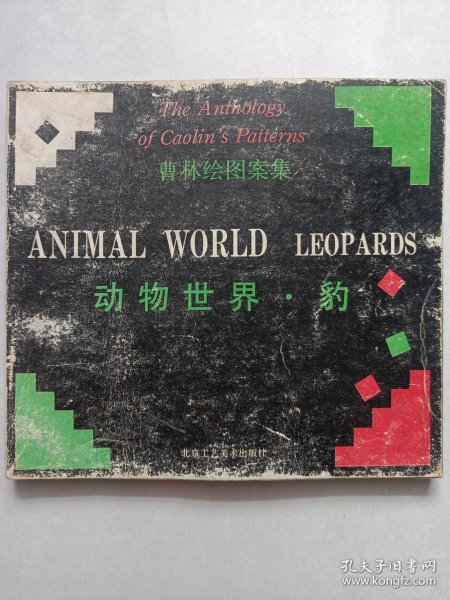 The Anthology
of Caolin's Patterns
曹林绘图案集
ANIMAL WORLD LEOPARDS
动物世界·豹
北京工艺美术出版社
孔夫子旧书网
www.kongfz.com